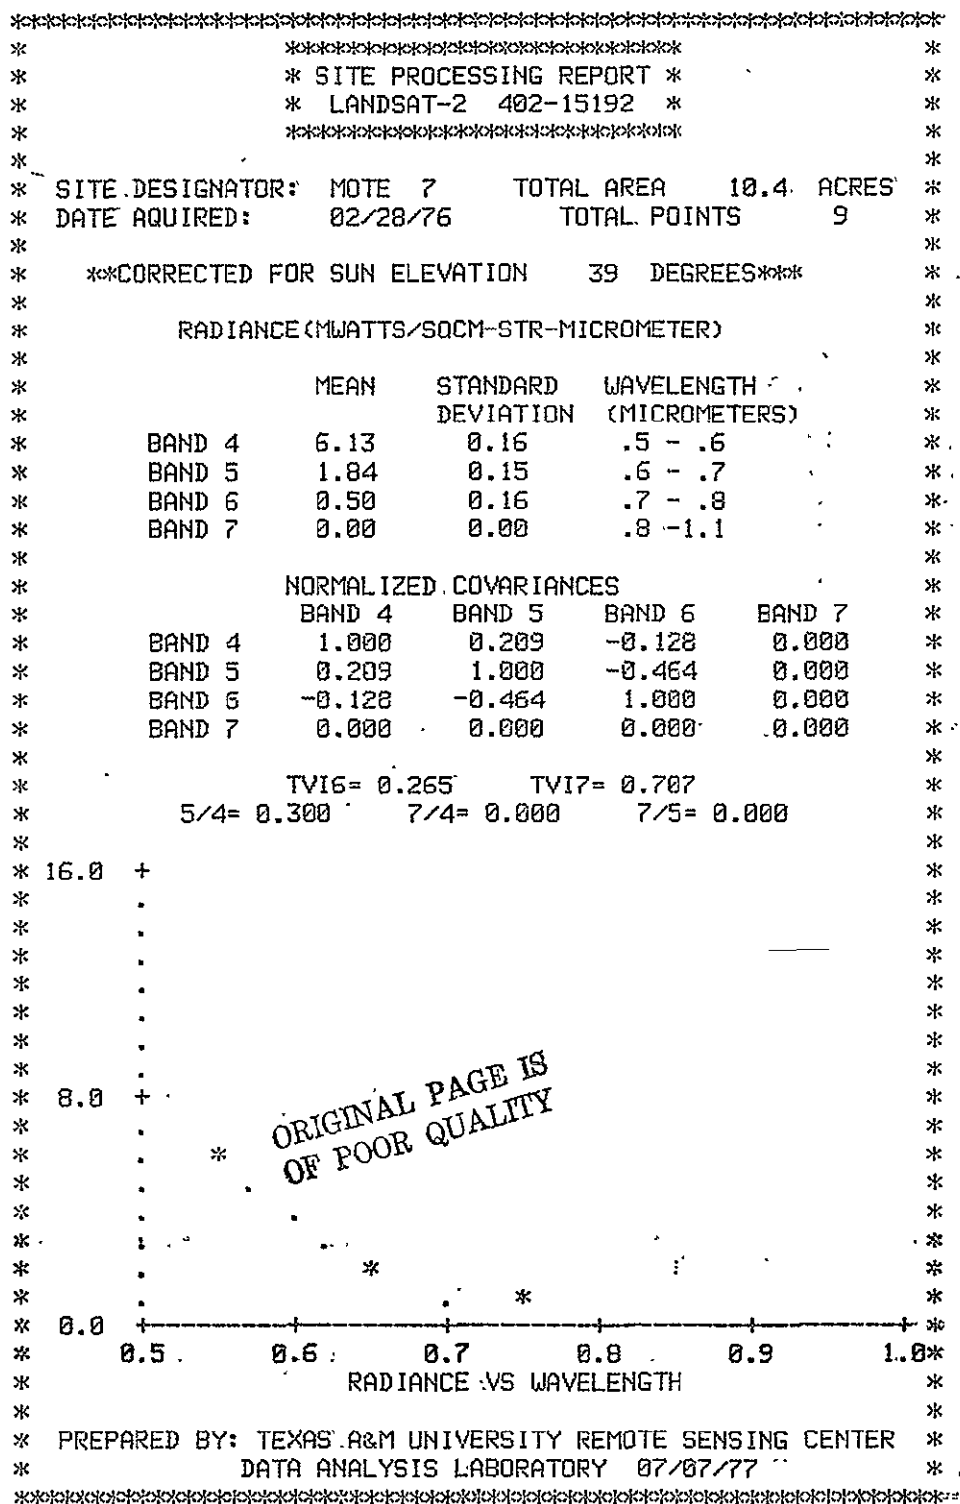 * SITE PROCESSING REPORT *
* LANDSAT-2 402-15192 *
SITE DESIGNATOR: MOTE 7 TOTAL AREA 10.4 ACRES
DATE AQUIRED: 02/28/76 TOTAL POINTS 9
**CORRECTED FOR SUN ELEVATION 39 DEGREES***
RADIANCE(MWATTS/SQCM-STR-MICROMETER)
MEAN STANDARD WAVELENGTH
DEVIATION (MICROMETERS)
BAND 4 6.13 0.16 .5 - .6
BAND 5 1.84 0.15 .6 - .7
BAND 6 0.50 0.16 .7 - .8
BAND 7 0.00 0.00 .8 -1.1
NORMALIZED COVARIANCES
BAND 4 BAND 5 BAND 6 BAND 7
BAND 4 1.000 0.209 -0.128 0.000
BAND 5 0.209 1.000 -0.464 0.000
BAND 6 -0.128 -0.464 1.000 0.000
BAND 7 0.000 0.000 0.000 0.000
TVI6= 0.265 TVI7= 0.707
5/4= 0.300 7/4= 0.000 7/5= 0.000
16.0
8.0
ORIGINAL PAGE IS
OF POOR QUALITY
0.0
0.5 0.6 0.7 0.8 0.9 1.0
RADIANCE VS WAVELENGTH
PREPARED BY: TEXAS A&M UNIVERSITY REMOTE SENSING CENTER
DATA ANALYSIS LABORATORY 07/07/77